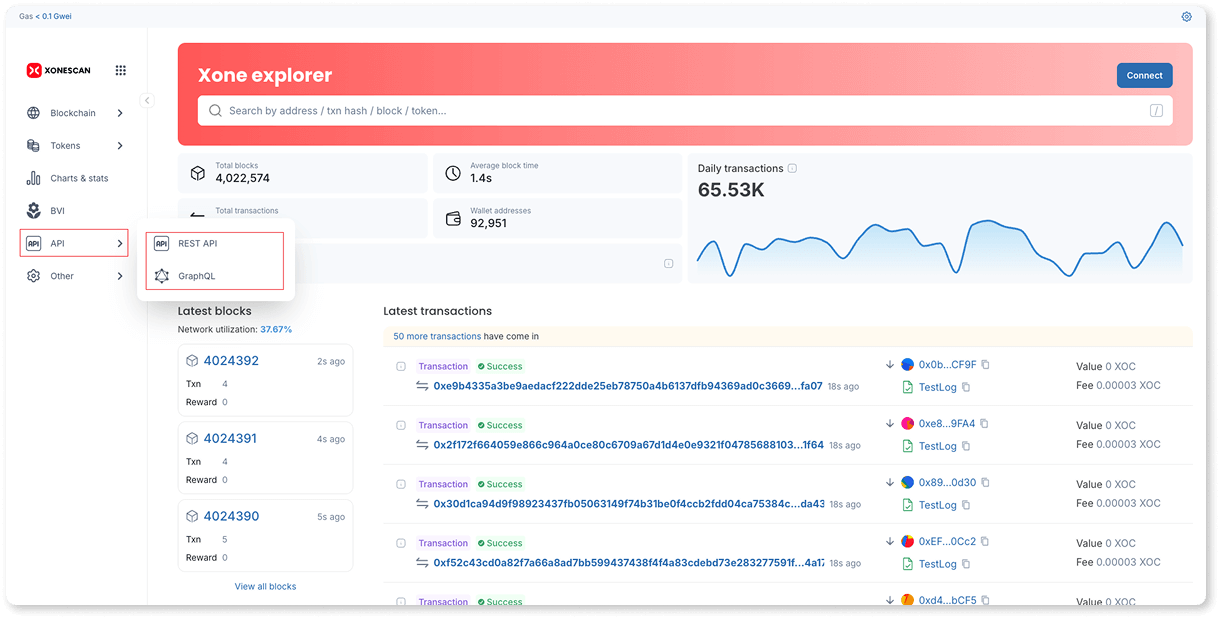 Gas < 0.1 Gwei
XONESCAN
Blockchain
Tokens
Charts & stats
BVI
API API
Other
API REST API
GraphQL
Xone explorer
Connect
Search by address / txn hash / block / token...
/
Total blocks
4,022,574
Average block time
1.4s
Total transactions
Wallet addresses
92,951
Daily transactions
65.53K
Latest blocks
Network utilization: 37.67%
4024392 2s ago
Txn 4
Reward 0
4024391 4s ago
Txn 4
Reward 0
4024390 5s ago
Txn 5
Reward 0
View all blocks
Latest transactions
50 more transactions have come in
Transaction Success
0xe9b4335a3be9aedacf222dde25eb78750a4b6137dfb94369ad0c3669...fa07 18s ago
0x0b...CF9F
TestLog
Value 0 XOC
Fee 0.00003 XOC
Transaction Success
0x2f172f664059e866c964a0ce80c6709a67d1d4e0e9321f04785688103...1f64 18s ago
0xe8...9FA4
TestLog
Value 0 XOC
Fee 0.00003 XOC
Transaction Success
0x30d1ca94d9f98923437fb05063149f74b31be0f4ccb2fdd04ca75384c...da43 18s ago
0x89...0d30
TestLog
Value 0 XOC
Fee 0.00003 XOC
Transaction Success
0xf52c43cd0a82f7a66a8ad7bb599437438f4f4a83cdebd73e283277591f...4a17 18s ago
0xEF...0Cc2
TestLog
Value 0 XOC
Fee 0.00003 XOC
Transaction Success
0xd4...bCF5
Value 0 XOC